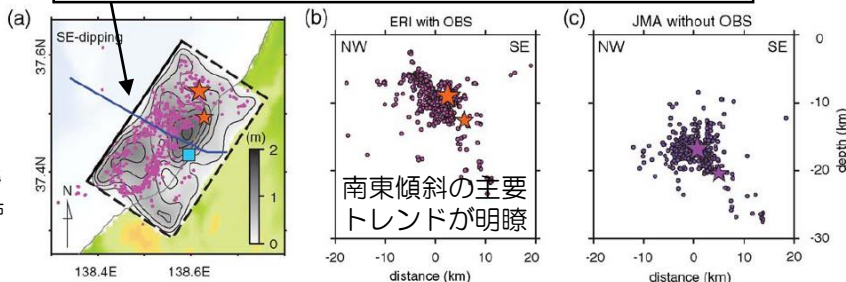 (a)
SE-dipping
37.6N
37.4N
N
(m)
2
1
0
138.4E
138.6E
(b)
ERI with OBS
NW
SE
南東傾斜の主要
トレンドが明瞭
-20
-10
0
10
20
distance (km)
(c)
JMA without OBS
NW
SE
0
-10
-20
-30
depth (km)
-20
-10
0
10
20
distance (km)